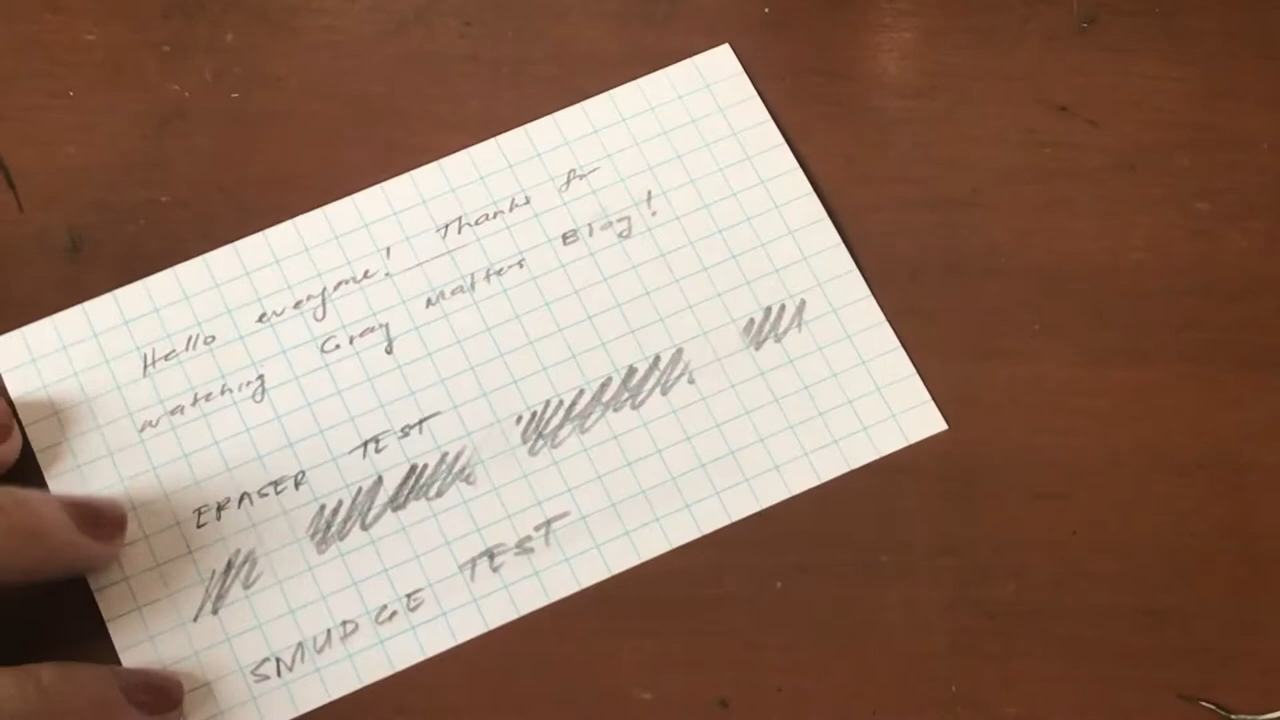 Hello everyone! Thanks for
watching Gray Matters Blog!
ERASER TEST
SMUDGE TEST